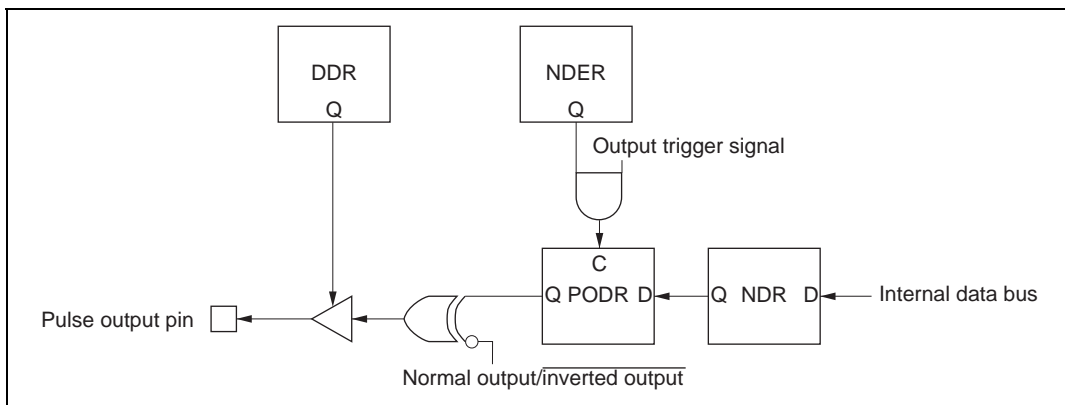 DDR
Q
NDER
Q
Output trigger signal
C
Q PODR D
Q NDR D
Internal data bus
Pulse output pin
Normal output/inverted output